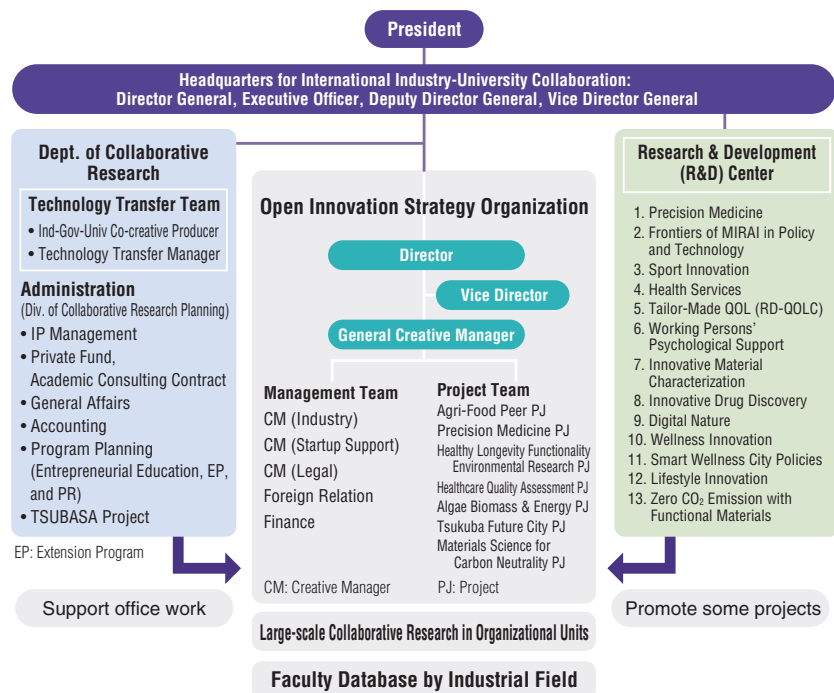 President
Headquarters for International Industry-University Collaboration:
Director General, Executive Officer, Deputy Director General, Vice Director General
Dept. of Collaborative
Research
Technology Transfer Team
• Ind-Gov-Univ Co-creative Producer
• Technology Transfer Manager
Administration
(Div. of Collaborative Research Planning)
• IP Management
• Private Fund,
Academic Consulting Contract
• General Affairs
• Accounting
• Program Planning
(Entrepreneurial Education, EP,
and PR)
• TSUBASA Project
EP: Extension Program
Support office work
Open Innovation Strategy Organization
Director
Vice Director
General Creative Manager
Management Team
CM (Industry)
CM (Startup Support)
CM (Legal)
Foreign Relation
Finance
CM: Creative Manager
Project Team
Agri-Food Peer PJ
Precision Medicine PJ
Healthy Longevity Functionality
Environmental Research PJ
Healthcare Quality Assessment PJ
Algae Biomass & Energy PJ
Tsukuba Future City PJ
Materials Science for
Carbon Neutrality PJ
PJ: Project
Large-scale Collaborative Research in Organizational Units
Faculty Database by Industrial Field
Research & Development
(R&D) Center
1. Precision Medicine
2. Frontiers of MIRAI in Policy
and Technology
3. Sport Innovation
4. Health Services
5. Tailor-Made QOL (RD-QOLC)
6. Working Persons'
Psychological Support
7. Innovative Material
Characterization
8. Innovative Drug Discovery
9. Digital Nature
10. Wellness Innovation
11. Smart Wellness City Policies
12. Lifestyle Innovation
13. Zero CO₂ Emission with
Functional Materials
Promote some projects